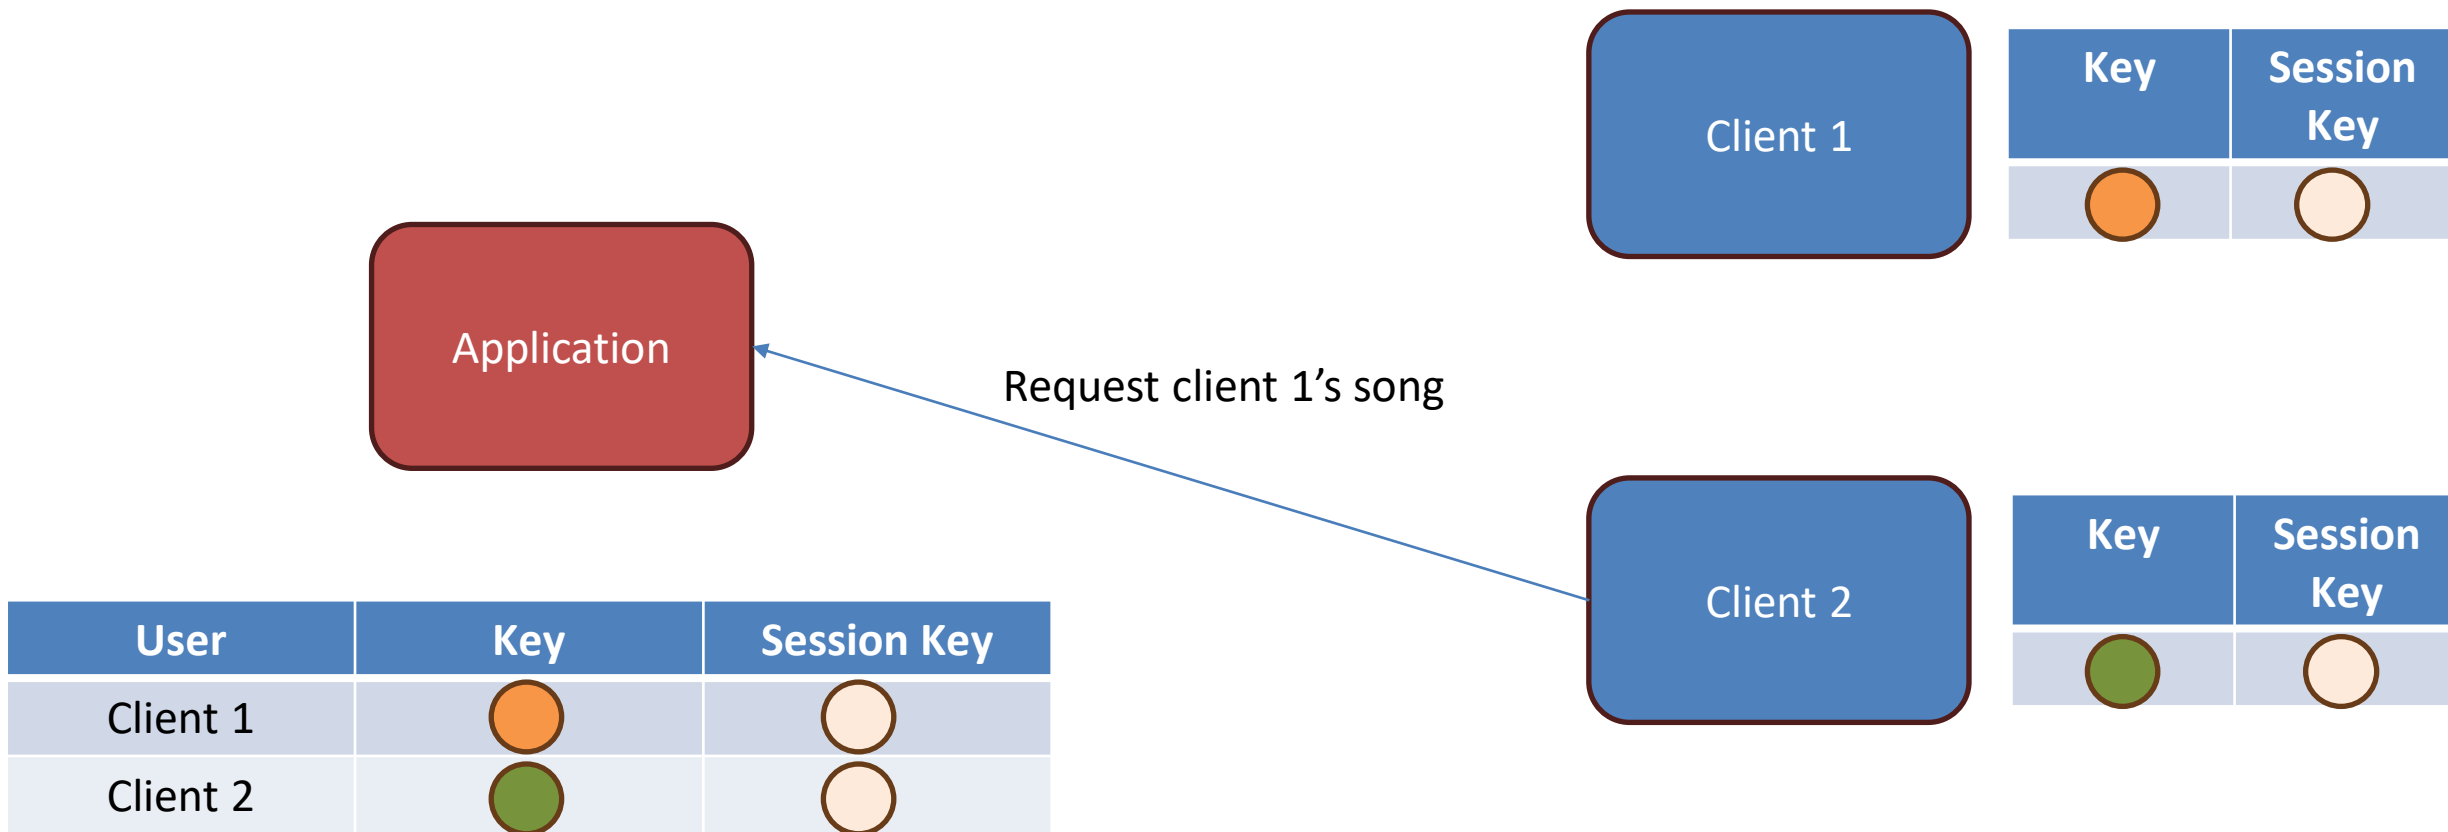 Client 1
Key
Session
Key
Application
Request client 1’s song
Client 2
Key
Session
Key
User Key Session Key
Client 1
Client 2